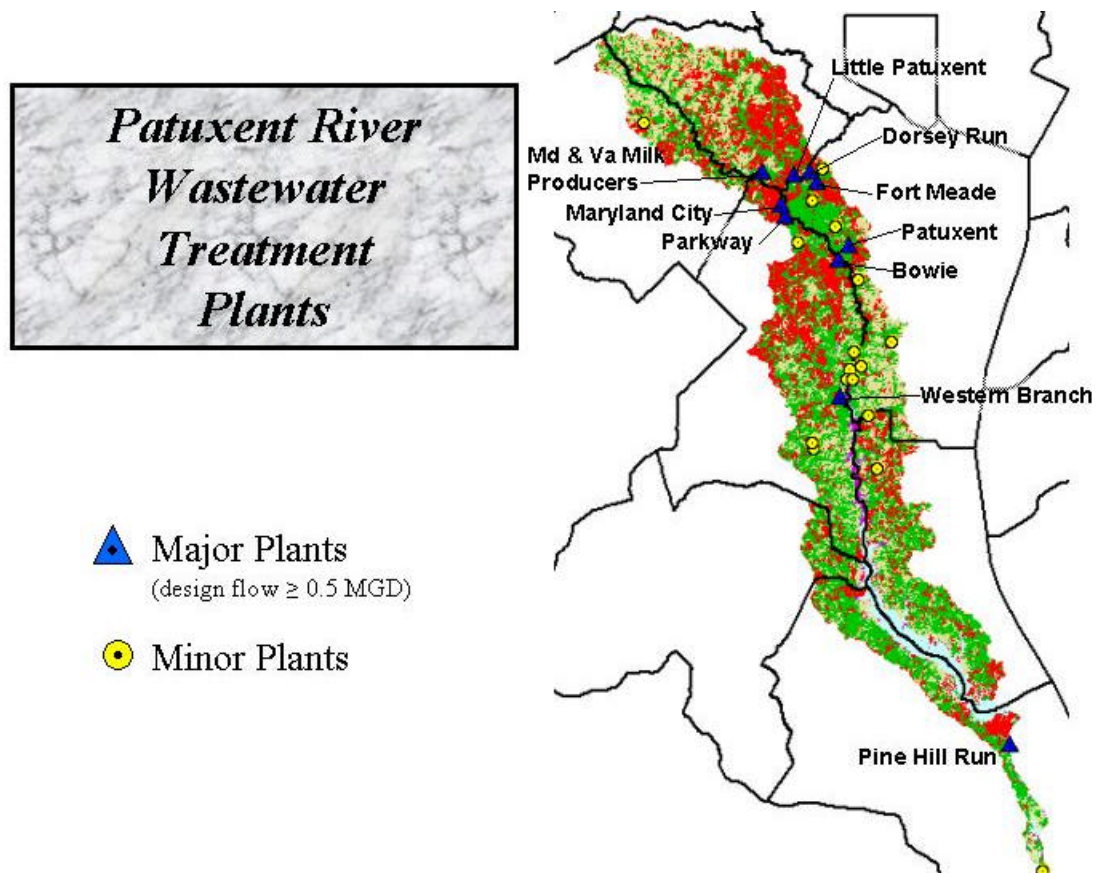 Patuxent River
Wastewater
Treatment
Plants
Major Plants
(design flow ≥ 0.5 MGD)
Minor Plants
Little Patuxent
Dorsey Run
Md & Va Milk
Producers
Fort Meade
Maryland City
Parkway
Patuxent
Bowie
Western Branch
Pine Hill Run